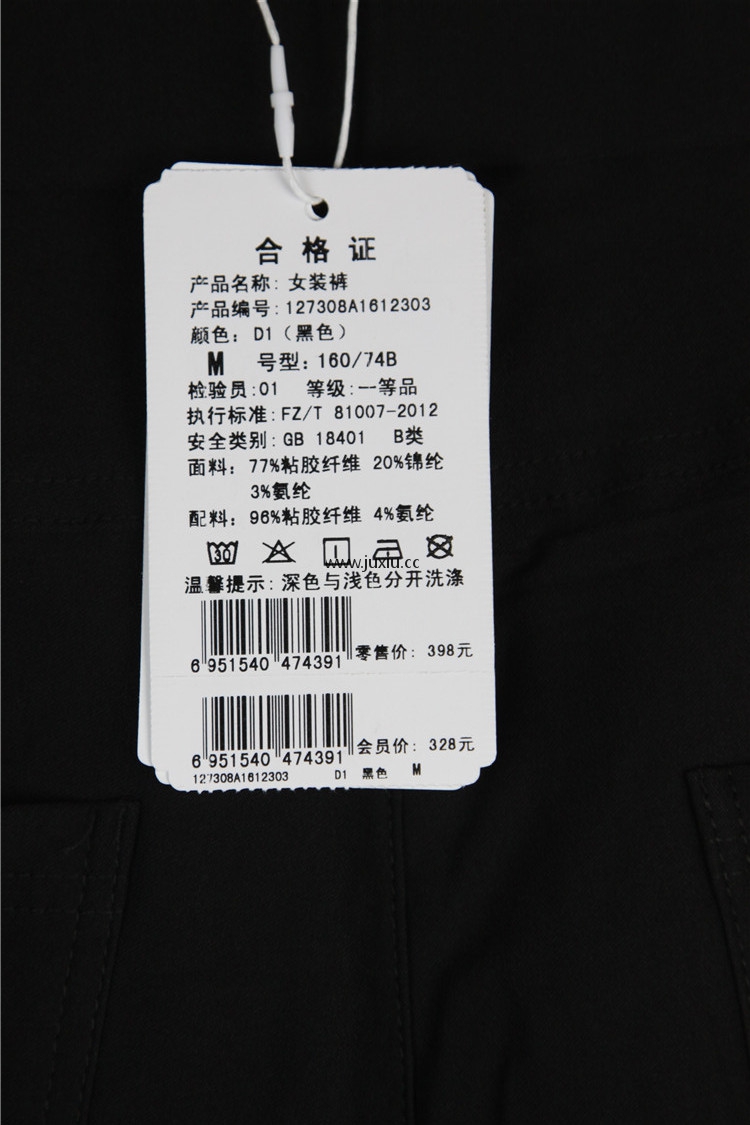 合格证
产品名称: 女装裤
产品编号: 127308A1612303
颜色: D1（黑色）
M 号型: 160/74B
检验员:01 等级:一等品
执行标准:FZ/T 81007-2012
安全类别: GB 18401 B类
面料: 77%粘胶纤维 20%锦纶
3%氨纶
配料: 96%粘胶纤维 4%氨纶
30
www.juxiu.cc
温馨提示: 深色与浅色分开洗涤
6 951540 474391 零售价: 398元
6 951540 474391 会员价: 328元
127308A1612303 D1 黑色 M